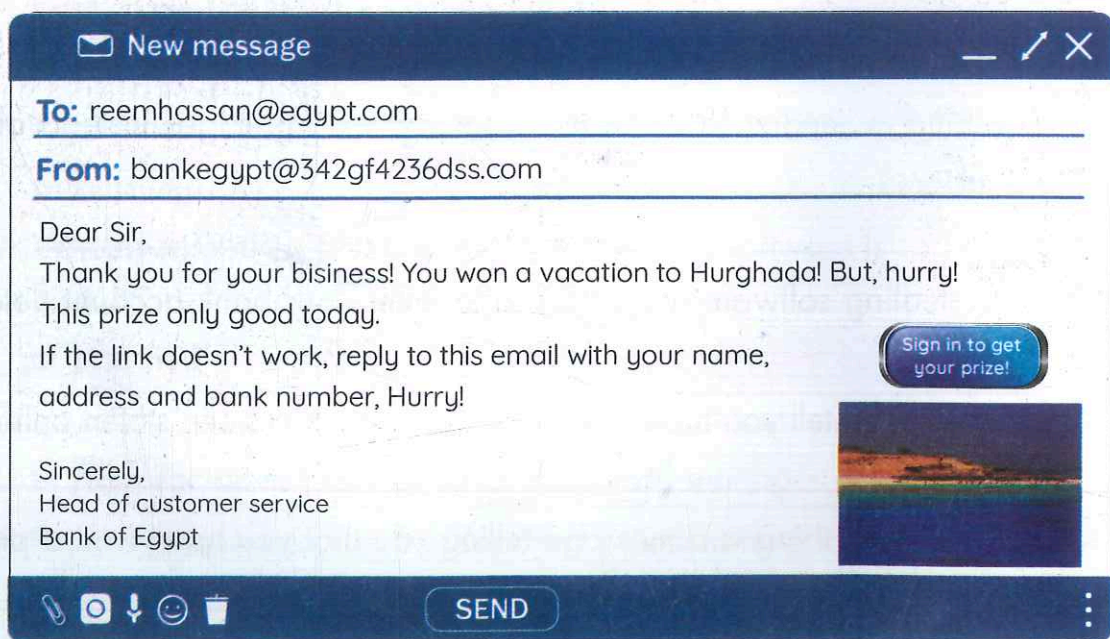 New message
To: reemhassan@egypt.com
From: bankegypt@342gf4236dss.com
Dear Sir,
Thank you for your bisiness! You won a vacation to Hurghada! But, hurry!
This prize only good today.
If the link doesn't work, reply to this email with your name,
address and bank number, Hurry!
Sign in to get
your prize!
Sincerely,
Head of customer service
Bank of Egypt
SEND